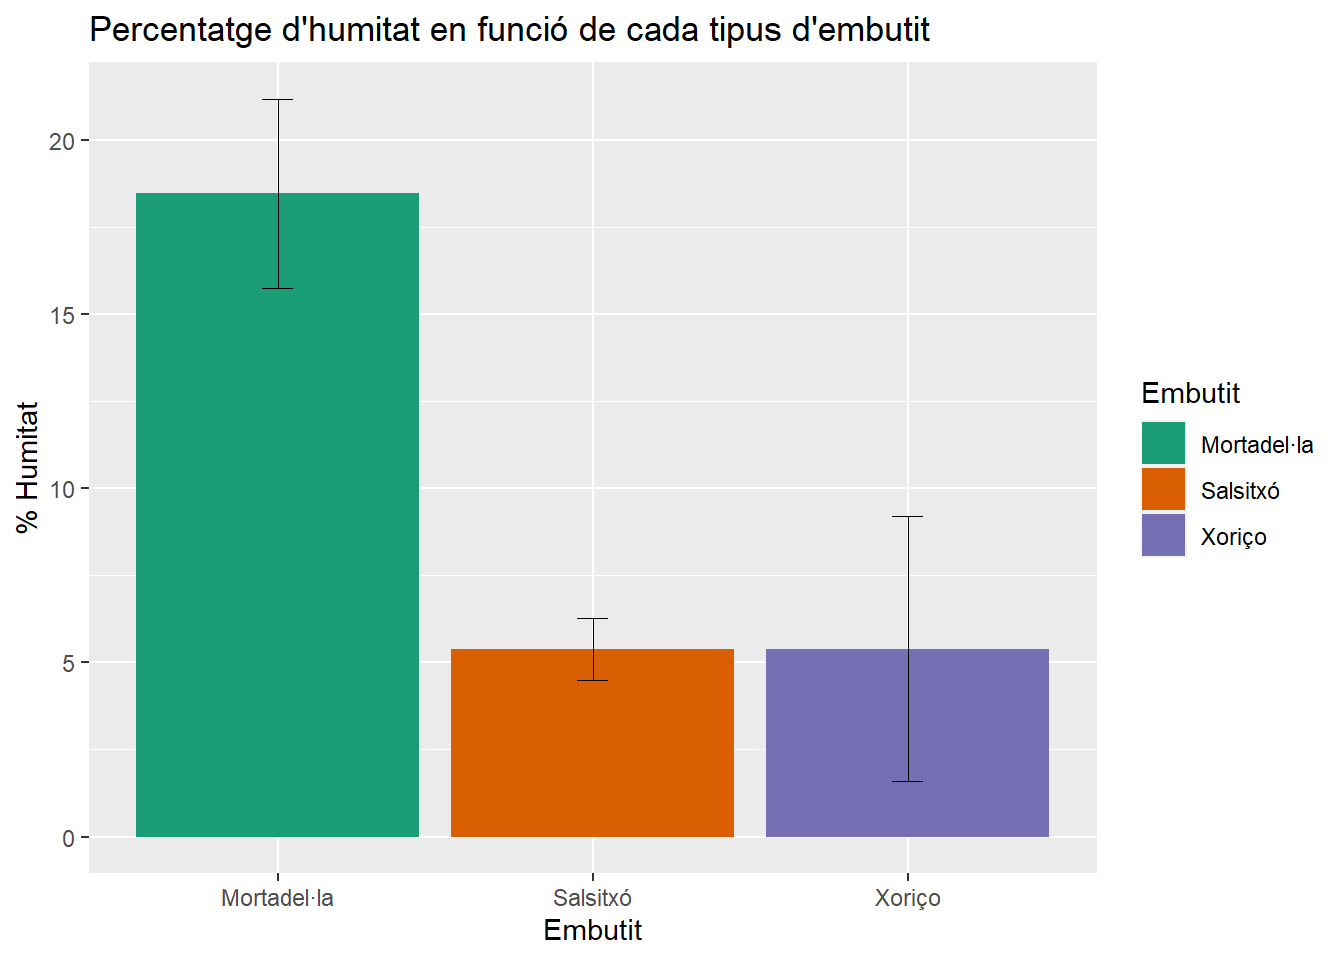 Percentatge d'humitat en funció de cada tipus d'embutit
% Humitat
20
15
10
5
0
Mortadel·la
Salsitxó
Xoriço
Embutit
Embutit
Mortadel·la
Salsitxó
Xoriço